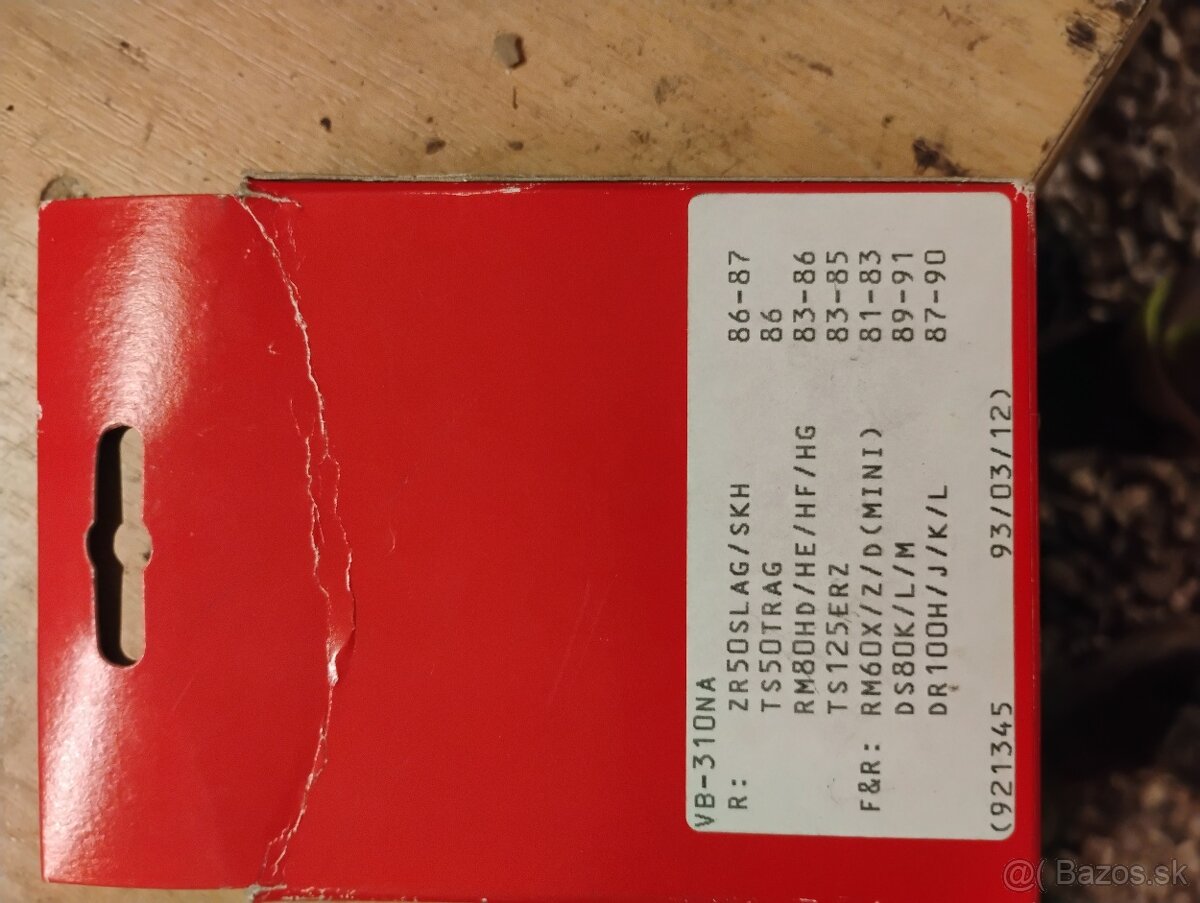 VB-310NA
R: ZR50SLAG/SKH 86-87
TS50TRAG 86
RM80HD/HE/HF/HG 83-86
TS125ERZ 83-85
F&R: RM60X/Z/D(MINI) 81-83
DS80K/L/M 89-91
DR100H/J/K/L 87-90
(921345 93/03/12)
@( Bazos.sk